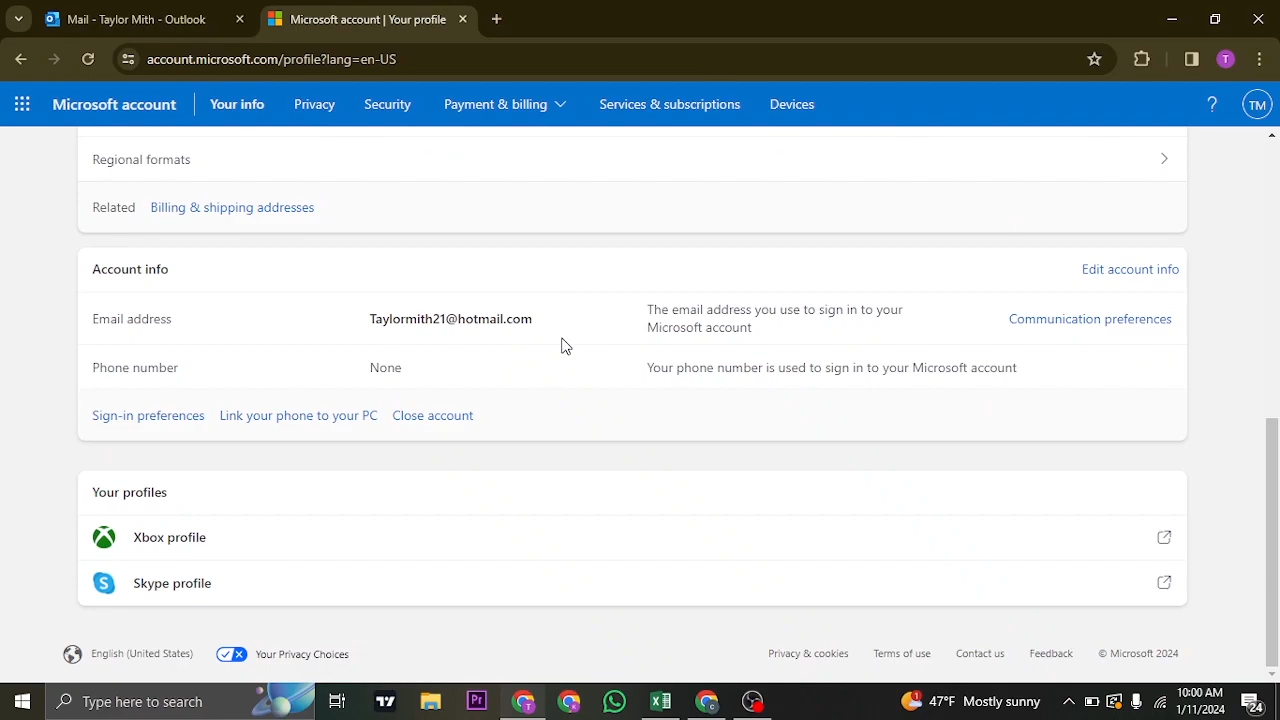 Mail - Taylor Mith - Outlook
Microsoft account | Your profile
account.microsoft.com/profile?lang=en-US
T
Microsoft account
Your info
Privacy
Security
Payment & billing
Services & subscriptions
Devices
?
TM
Regional formats
Related
Billing & shipping addresses
Account info
Edit account info
Email address
Taylormith21@hotmail.com
The email address you use to sign in to your
Microsoft account
Communication preferences
Phone number
None
Your phone number is used to sign in to your Microsoft account
Sign-in preferences
Link your phone to your PC
Close account
Your profiles
Xbox profile
S
Skype profile
English (United States)
Your Privacy Choices
Privacy & cookies
Terms of use
Contact us
Feedback
© Microsoft 2024
Type here to search
Pr
1
47°F Mostly sunny
10:00 AM
1/11/2024
24